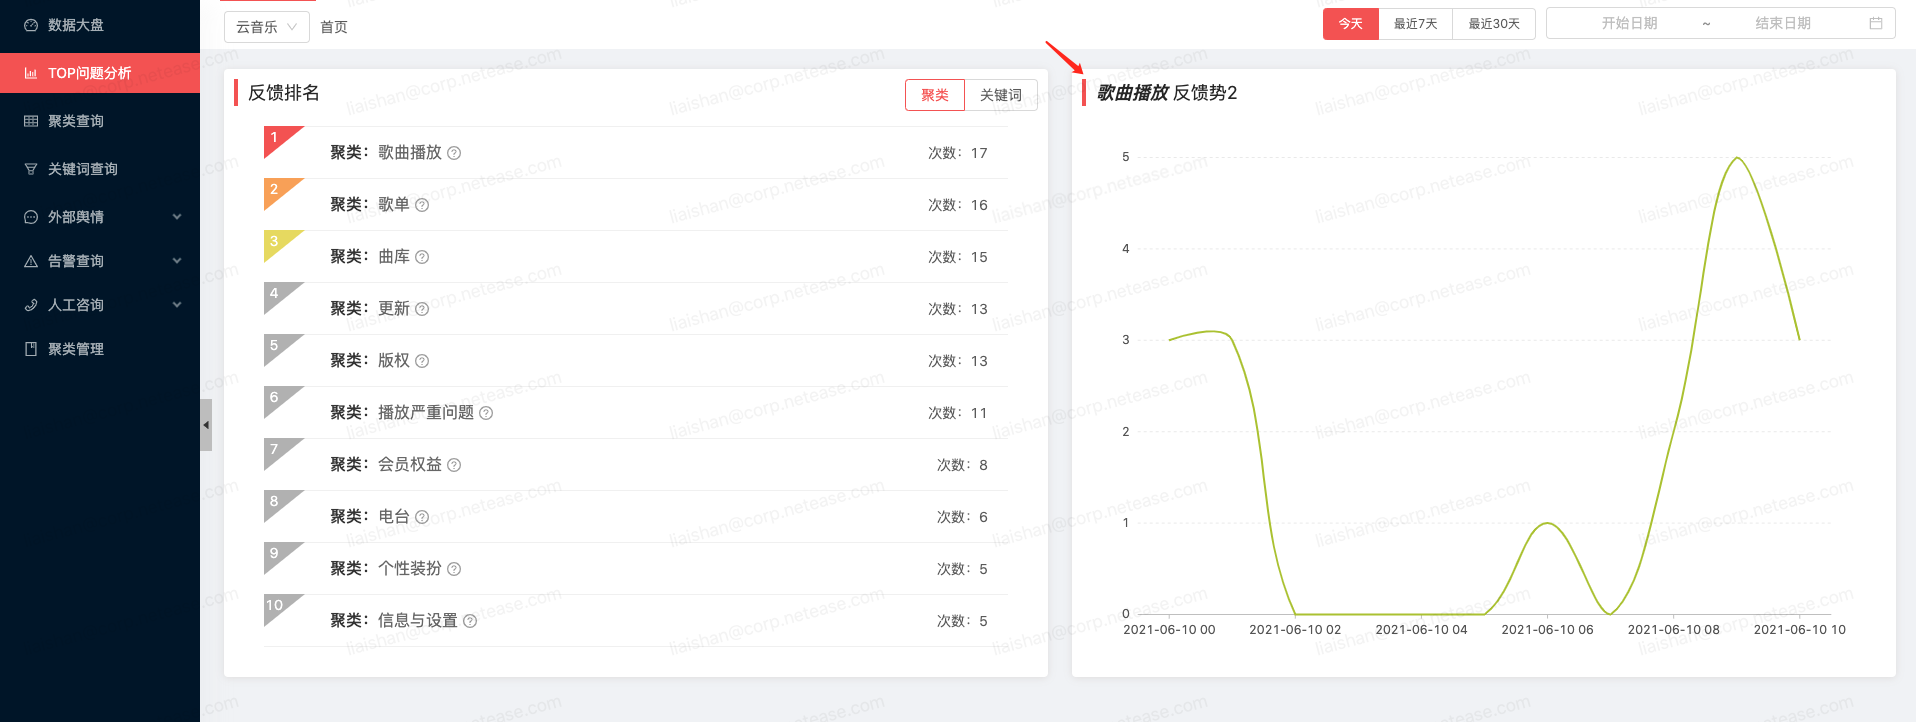 数据大盘
TOP问题分析
聚类查询
关键词查询
外部舆情
告警查询
人工咨询
聚类管理
云音乐 首页
今天 最近7天 最近30天 开始日期 ~ 结束日期
反馈排名 聚类 关键词
1 聚类：歌曲播放 次数：17
2 聚类：歌单 次数：16
3 聚类：曲库 次数：15
4 聚类：更新 次数：13
5 聚类：版权 次数：13
6 聚类：播放严重问题 次数：11
7 聚类：会员权益 次数：8
8 聚类：电台 次数：6
9 聚类：个性装扮 次数：5
10 聚类：信息与设置 次数：5
歌曲播放 反馈势2
5
4
3
2
1
0
2021-06-10 00 2021-06-10 02 2021-06-10 04 2021-06-10 06 2021-06-10 08 2021-06-10 10
liaishan@corp.netease.com